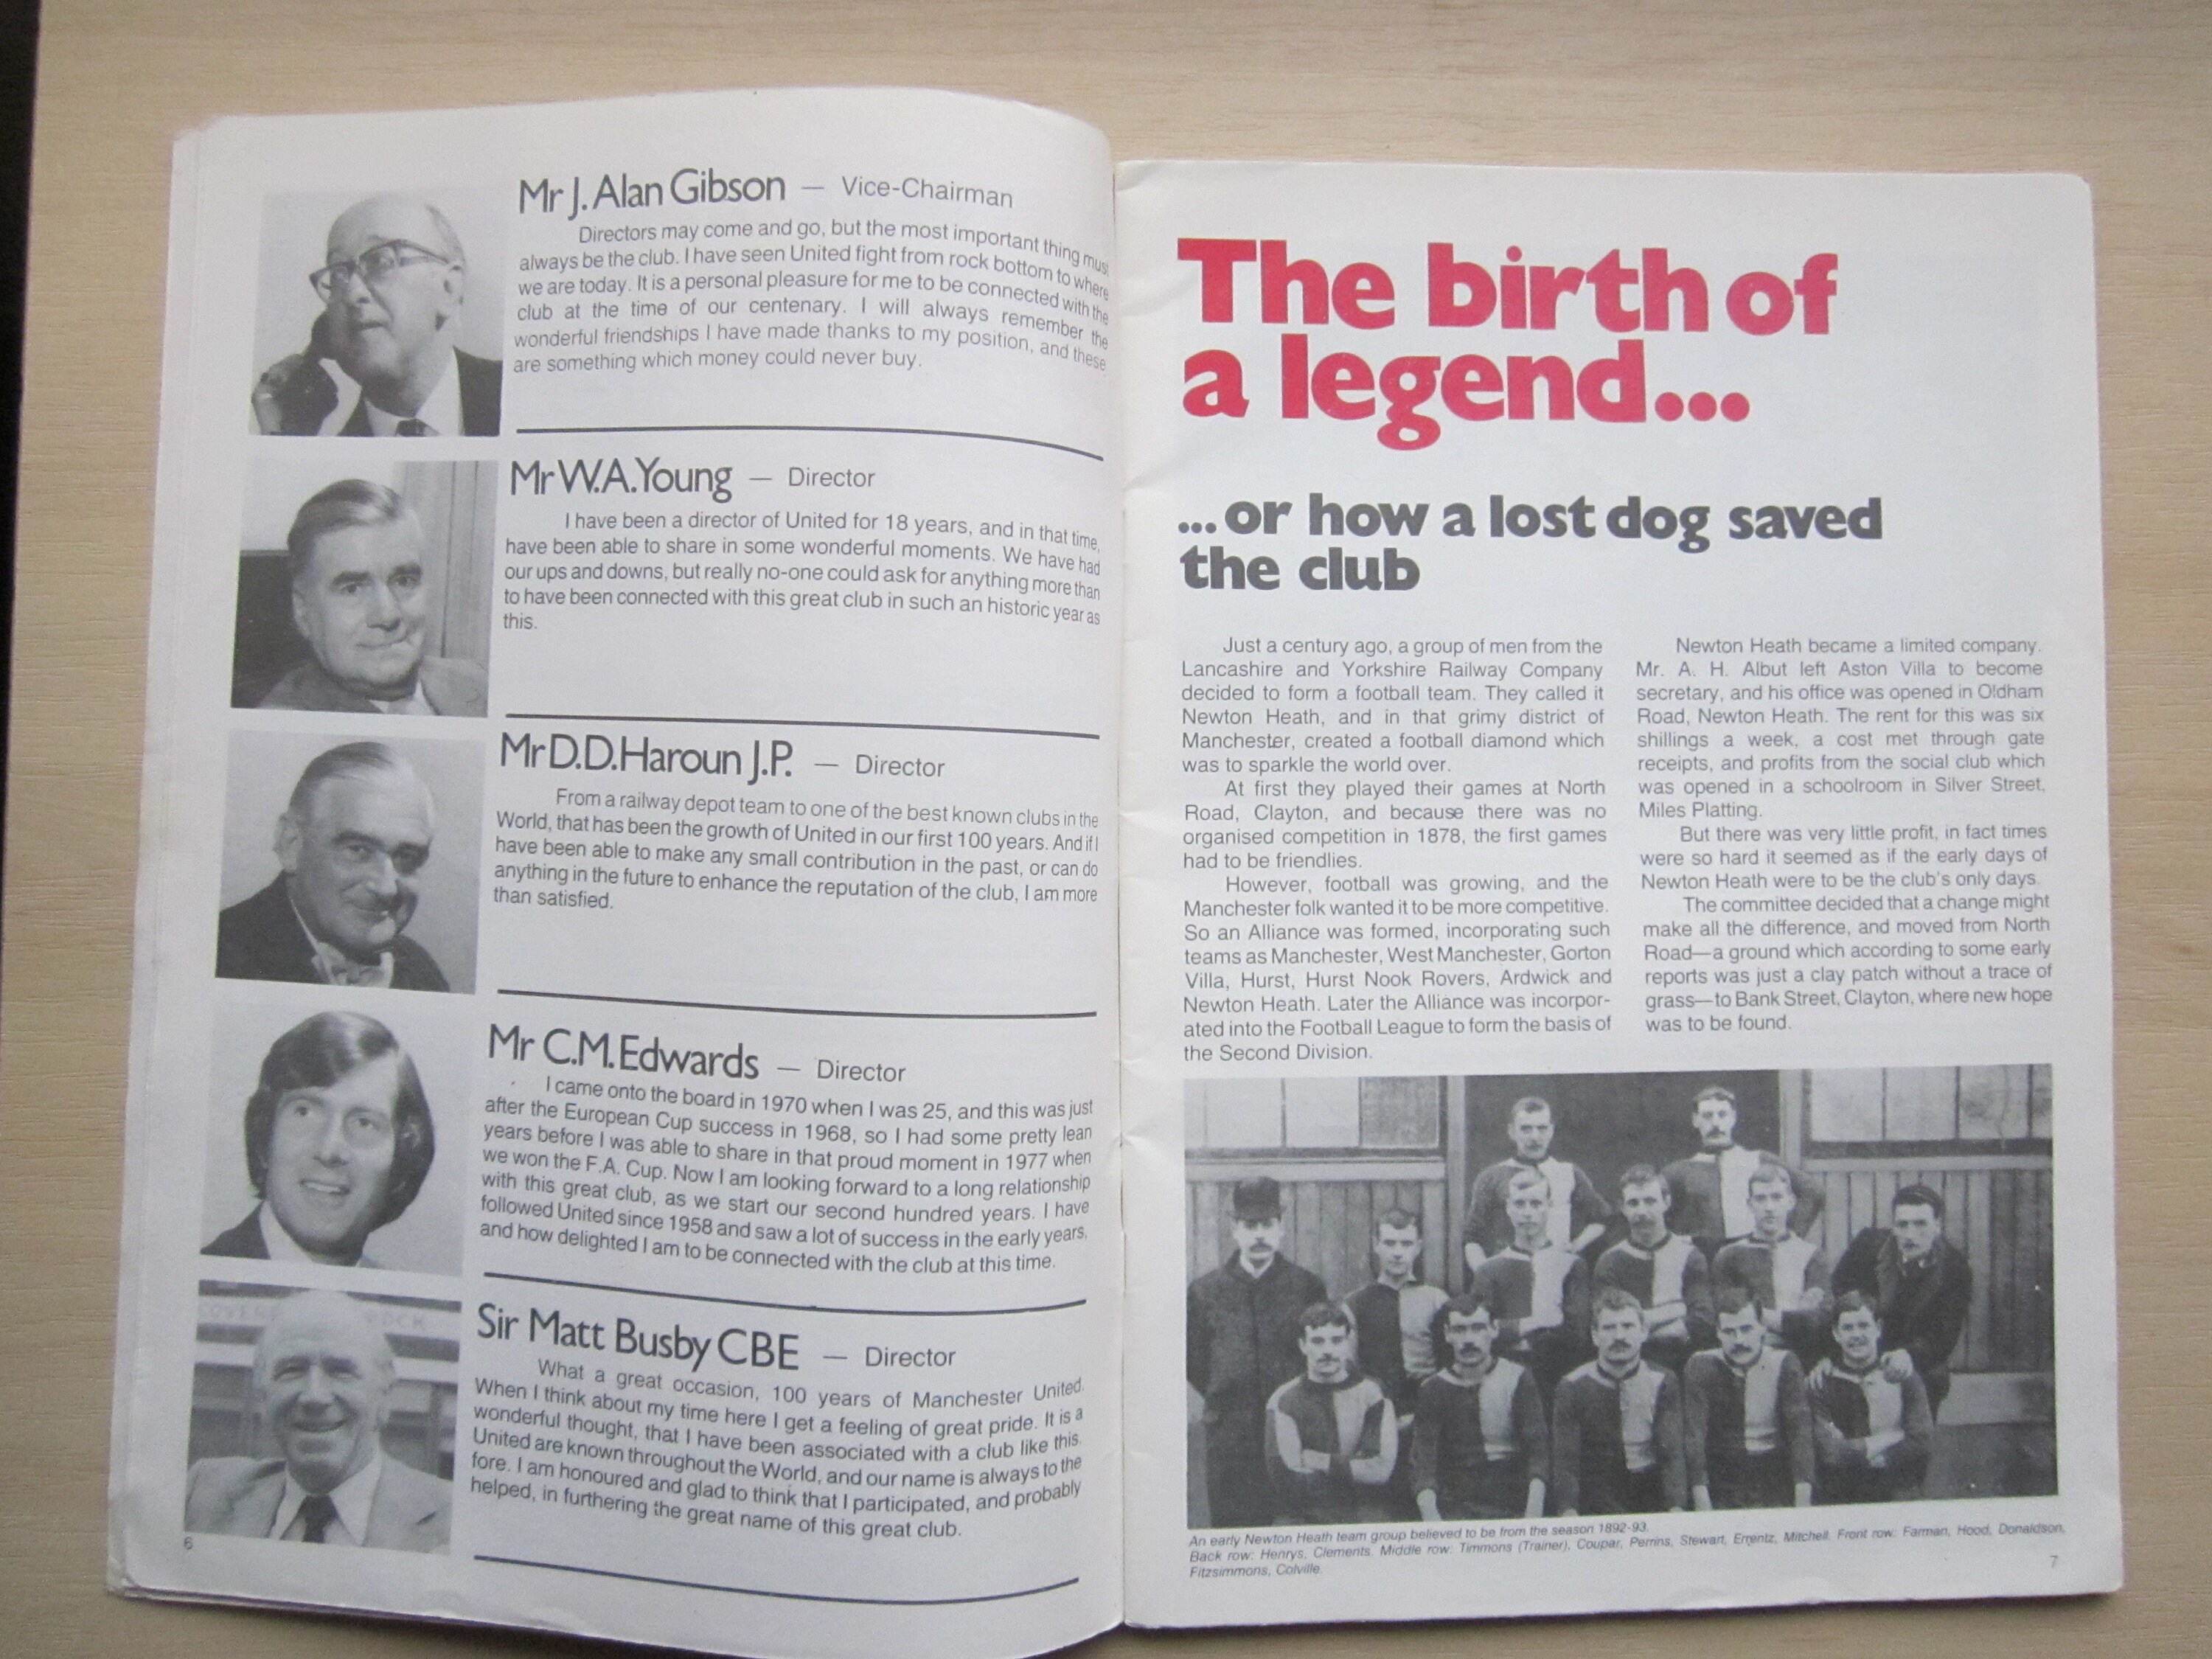 Mr J. Alan Gibson — Vice-Chairman
Directors may come and go, but the most important thing must
always be the club. I have seen United fight from rock bottom to where
we are today. It is a personal pleasure for me to be connected with the
club at the time of our centenary. I will always remember the
wonderful friendships I have made thanks to my position, and these
are something which money could never buy.
Mr W.A. Young — Director
I have been a director of United for 18 years, and in that time,
have been able to share in some wonderful moments. We have had
our ups and downs, but really no-one could ask for anything more than
to have been connected with this great club in such an historic year as
this.
Mr D.D. Haroun J.P. — Director
From a railway depot team to one of the best known clubs in the
World, that has been the growth of United in our first 100 years. And if I
have been able to make any small contribution in the past, or can do
anything in the future to enhance the reputation of the club, I am more
than satisfied.
Mr C.M. Edwards — Director
I came onto the board in 1970 when I was 25, and this was just
after the European Cup success in 1968, so I had some pretty lean
years before I was able to share in that proud moment in 1977 when
we won the F.A. Cup. Now I am looking forward to a long relationship
with this great club, as we start our second hundred years. I have
followed United since 1958 and saw a lot of success in the early years,
and how delighted I am to be connected with the club at this time.
Sir Matt Busby CBE — Director
What a great occasion, 100 years of Manchester United.
When I think about my time here I get a feeling of great pride. It is a
wonderful thought, that I have been associated with a club like this.
United are known throughout the World, and our name is always to the
fore. I am honoured and glad to think that I participated, and probably
helped, in furthering the great name of this great club.
6
The birth of
a legend...
...or how a lost dog saved
the club
Just a century ago, a group of men from the
Lancashire and Yorkshire Railway Company
decided to form a football team. They called it
Newton Heath, and in that grimy district of
Manchester, created a football diamond which
was to sparkle the world over.
At first they played their games at North
Road, Clayton, and because there was no
organised competition in 1878, the first games
had to be friendlies.
However, football was growing, and the
Manchester folk wanted it to be more competitive.
So an Alliance was formed, incorporating such
teams as Manchester, West Manchester, Gorton
Villa, Hurst, Hurst Nook Rovers, Ardwick and
Newton Heath. Later the Alliance was incorpor-
ated into the Football League to form the basis of
the Second Division.
Newton Heath became a limited company.
Mr. A. H. Albut left Aston Villa to become
secretary, and his office was opened in Oldham
Road, Newton Heath. The rent for this was six
shillings a week, a cost met through gate
receipts, and profits from the social club which
was opened in a schoolroom in Silver Street,
Miles Platting.
But there was very little profit, in fact times
were so hard it seemed as if the early days of
Newton Heath were to be the club's only days.
The committee decided that a change might
make all the difference, and moved from North
Road—a ground which according to some early
reports was just a clay patch without a trace of
grass—to Bank Street, Clayton, where new hope
was to be found.
An early Newton Heath team group believed to be from the season 1892-93.
Back row: Henrys, Clements. Middle row: Timmons (Trainer), Coupar, Perrins, Stewart, Errentz, Mitchell. Front row: Farman, Hood, Donaldson,
Fitzsimmons, Colville.
7